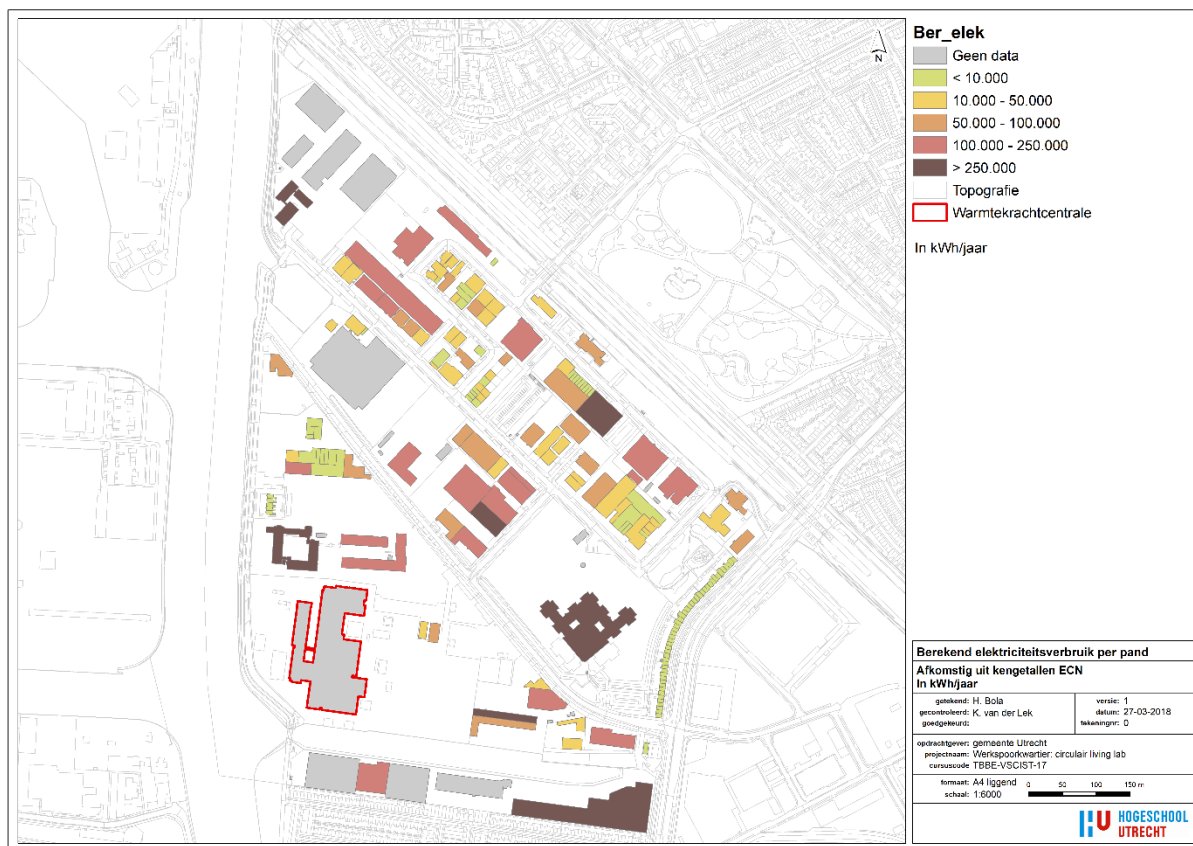 N
Ber_elek
Geen data
< 10.000
10.000 - 50.000
50.000 - 100.000
100.000 - 250.000
> 250.000
Topografie
Warmtekrachtcentrale
In kWh/jaar
Berekend elektriciteitsverbruik per pand
Afkomstig uit kengetallen ECN
In kWh/jaar
getekend: H. Bola
versie: 1
gecontroleerd: K. van der Lek
datum: 27-03-2018
goedgekeurd:
tekeningnr: 0
opdrachtgever: gemeente Utrecht
projectnaam: Werkspoorkwartier: circulair living lab
cursuscode TBBE-VSCIST-17
formaat: A4 liggend
schaal: 1:6000
0 50 100 150 m
HU HOGESCHOOL
UTRECHT